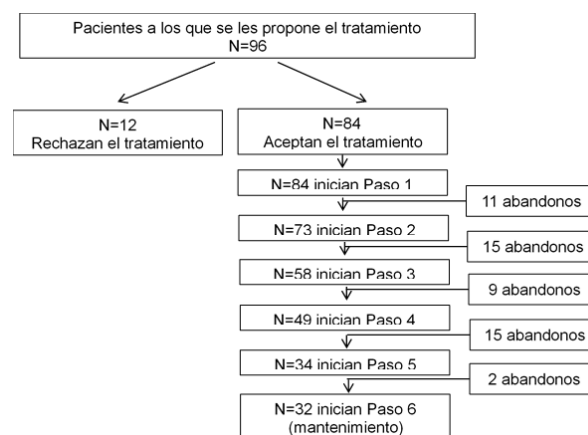 Pacientes a los que se les propone el tratamiento
N=96
N=12
Rechazan el tratamiento
N=84
Aceptan el tratamiento
N=84 inician Paso 1
11 abandonos
N=73 inician Paso 2
15 abandonos
N=58 inician Paso 3
9 abandonos
N=49 inician Paso 4
15 abandonos
N=34 inician Paso 5
2 abandonos
N=32 inician Paso 6
(mantenimiento)